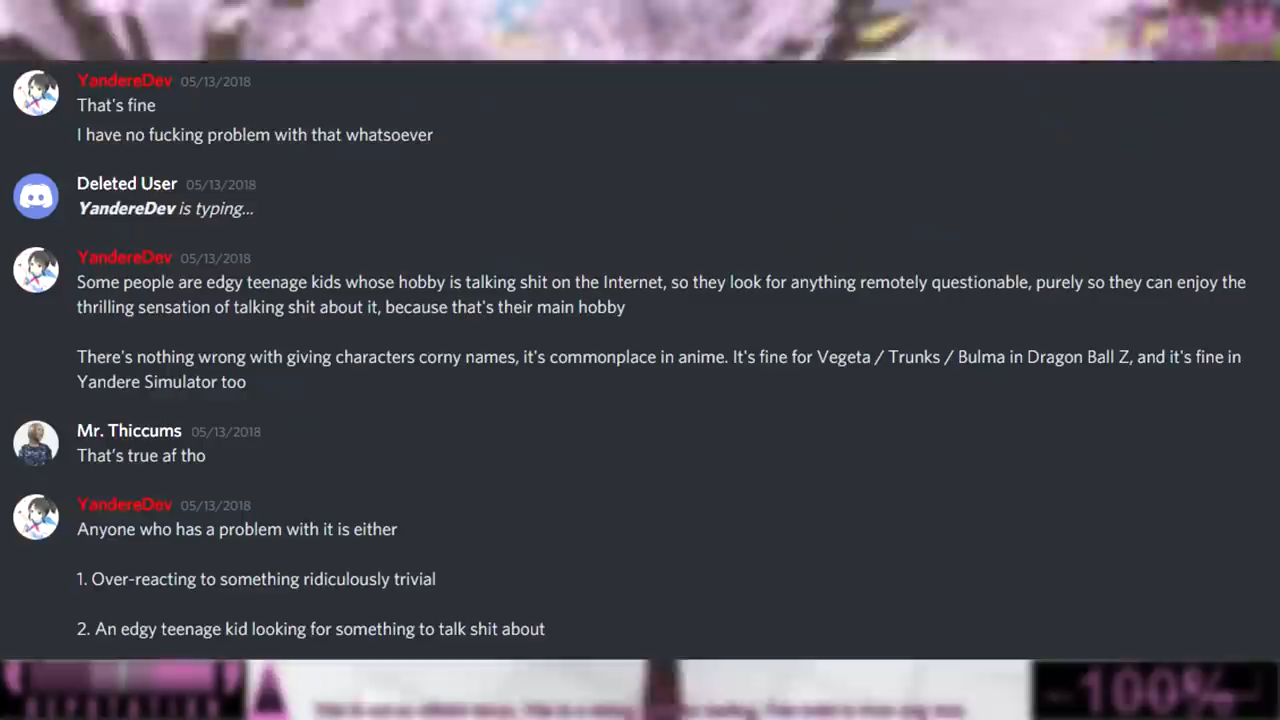 YandereDev 05/13/2018
That's fine
I have no fucking problem with that whatsoever
Deleted User 05/13/2018
YandereDev is typing...
YandereDev 05/13/2018
Some people are edgy teenage kids whose hobby is talking shit on the Internet, so they look for anything remotely questionable, purely so they can enjoy the
thrilling sensation of talking shit about it, because that's their main hobby
There's nothing wrong with giving characters corny names, it's commonplace in anime. It's fine for Vegeta / Trunks / Bulma in Dragon Ball Z, and it's fine in
Yandere Simulator too
Mr. Thiccums 05/13/2018
That's true af tho
YandereDev 05/13/2018
Anyone who has a problem with it is either
1. Over-reacting to something ridiculously trivial
2. An edgy teenage kid looking for something to talk shit about
100%